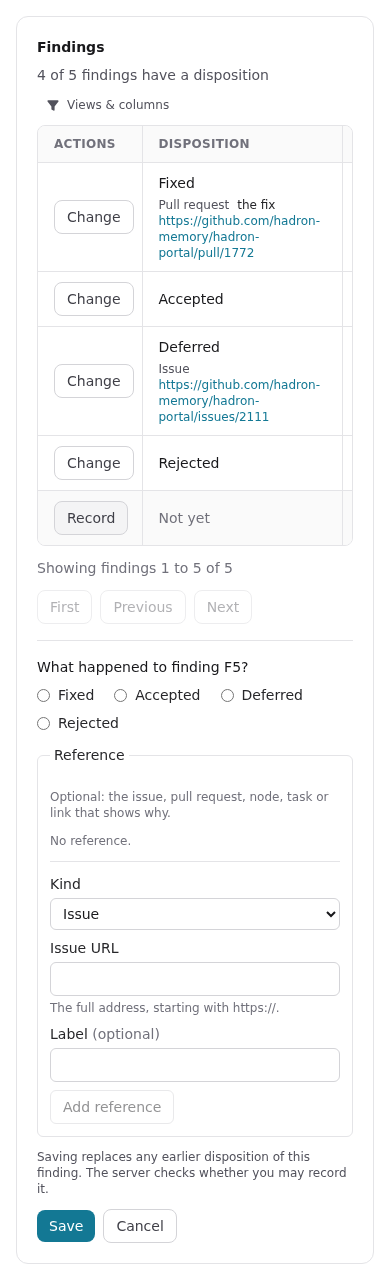 Findings
4 of 5 findings have a disposition
Views & columns
ACTIONS DISPOSITION
Fixed
Change Pull request the fix
https://github.com/hadron-
memory/hadron-
portal/pull/1772
Change Accepted
Deferred
Change Issue
https://github.com/hadron-
memory/hadron-
portal/issues/2111
Change Rejected
Record Not yet
Showing findings 1 to 5 of 5
First Previous Next
What happened to finding F5?
Fixed Accepted Deferred
Rejected
Reference
Optional: the issue, pull request, node, task or
link that shows why.
No reference.
Kind
Issue
Issue URL
The full address, starting with https://.
Label (optional)
Add reference
Saving replaces any earlier disposition of this
finding. The server checks whether you may record
it.
Save Cancel